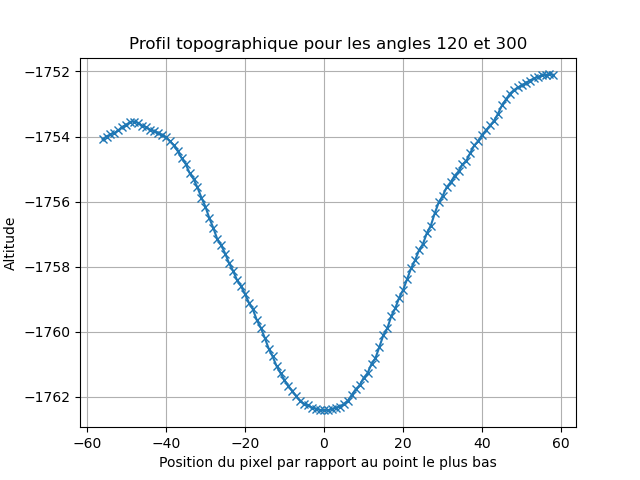 Profil topographique pour les angles 120 et 300
−1752
−1754
−1756
−1758
−1760
−1762
Altitude
−60 −40 −20 0 20 40 60
Position du pixel par rapport au point le plus bas